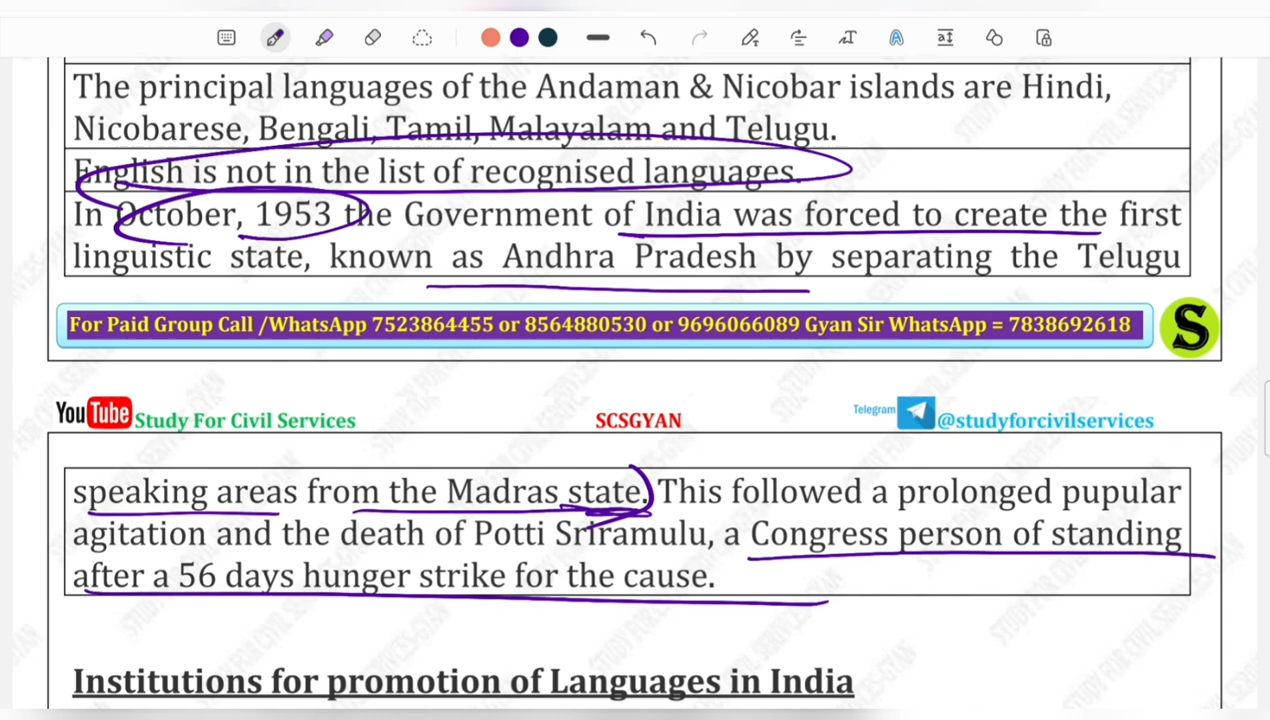 The principal languages of the Andaman & Nicobar islands are Hindi,
Nicobarese, Bengali, Tamil, Malayalam and Telugu.
English is not in the list of recognised languages.
In October, 1953 the Government of India was forced to create the first
linguistic state, known as Andhra Pradesh by separating the Telugu
For Paid Group Call /WhatsApp 7523864455 or 8564880530 or 9696066089 Gyan Sir WhatsApp = 7838692618
S
YouTube Study For Civil Services
SCSGYAN
Telegram @studyforcivilservices
speaking areas from the Madras state. This followed a prolonged pupular
agitation and the death of Potti Sriramulu, a Congress person of standing
after a 56 days hunger strike for the cause.
Institutions for promotion of Languages in India